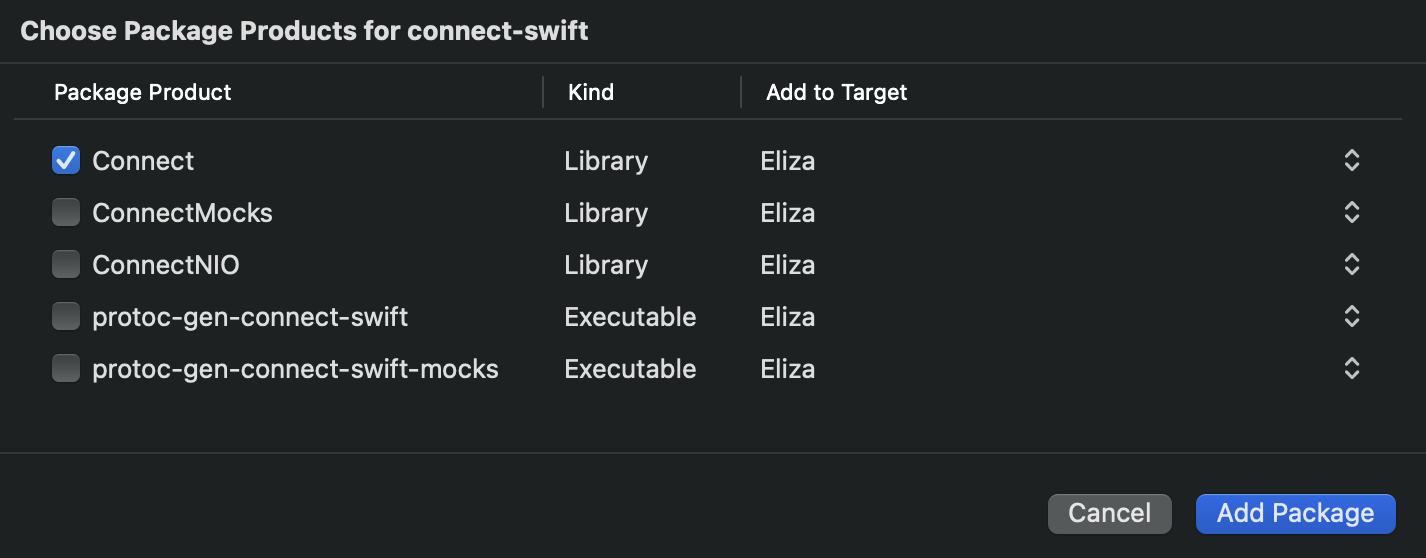 Choose Package Products for connect-swift
Package Product Kind Add to Target
Connect Library Eliza
ConnectMocks Library Eliza
ConnectNIO Library Eliza
protoc-gen-connect-swift Executable Eliza
protoc-gen-connect-swift-mocks Executable Eliza
Cancel Add Package